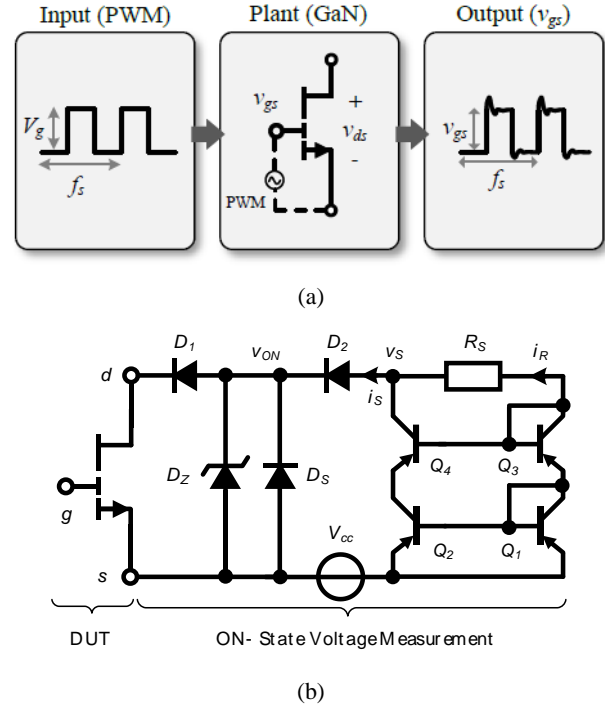 Input (PWM)
Plant (GaN)
Output (vgs)
Vg
fs
vgs
+
vds
-
PWM
vgs
fs
(a)
D1
vON
D2
vS
RS
iR
d
iS
g
DZ
DS
Q4
Q3
Vcc
Q2
Q1
s
DUT
ON- State Voltage Measurement
(b)